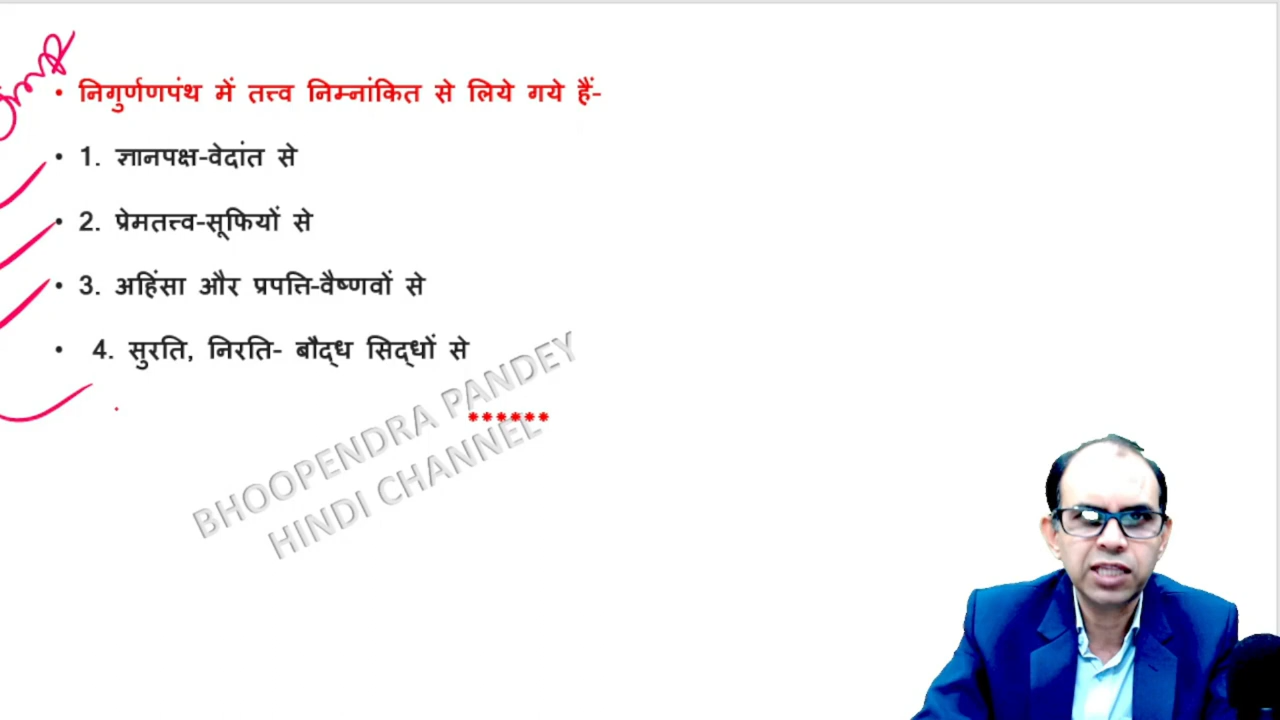 • निगुर्णणपंथ में तत्त्व निम्नांकित से लिये गये हैं-
• 1. ज्ञानपक्ष-वेदांत से
• 2. प्रेमतत्त्व-सूफियों से
• 3. अहिंसा और प्रपत्ति-वैष्णवों से
• 4. सुरति, निरति- बौद्ध सिद्धों से
******
BHOOPENDRA PANDEY
HINDI CHANNEL